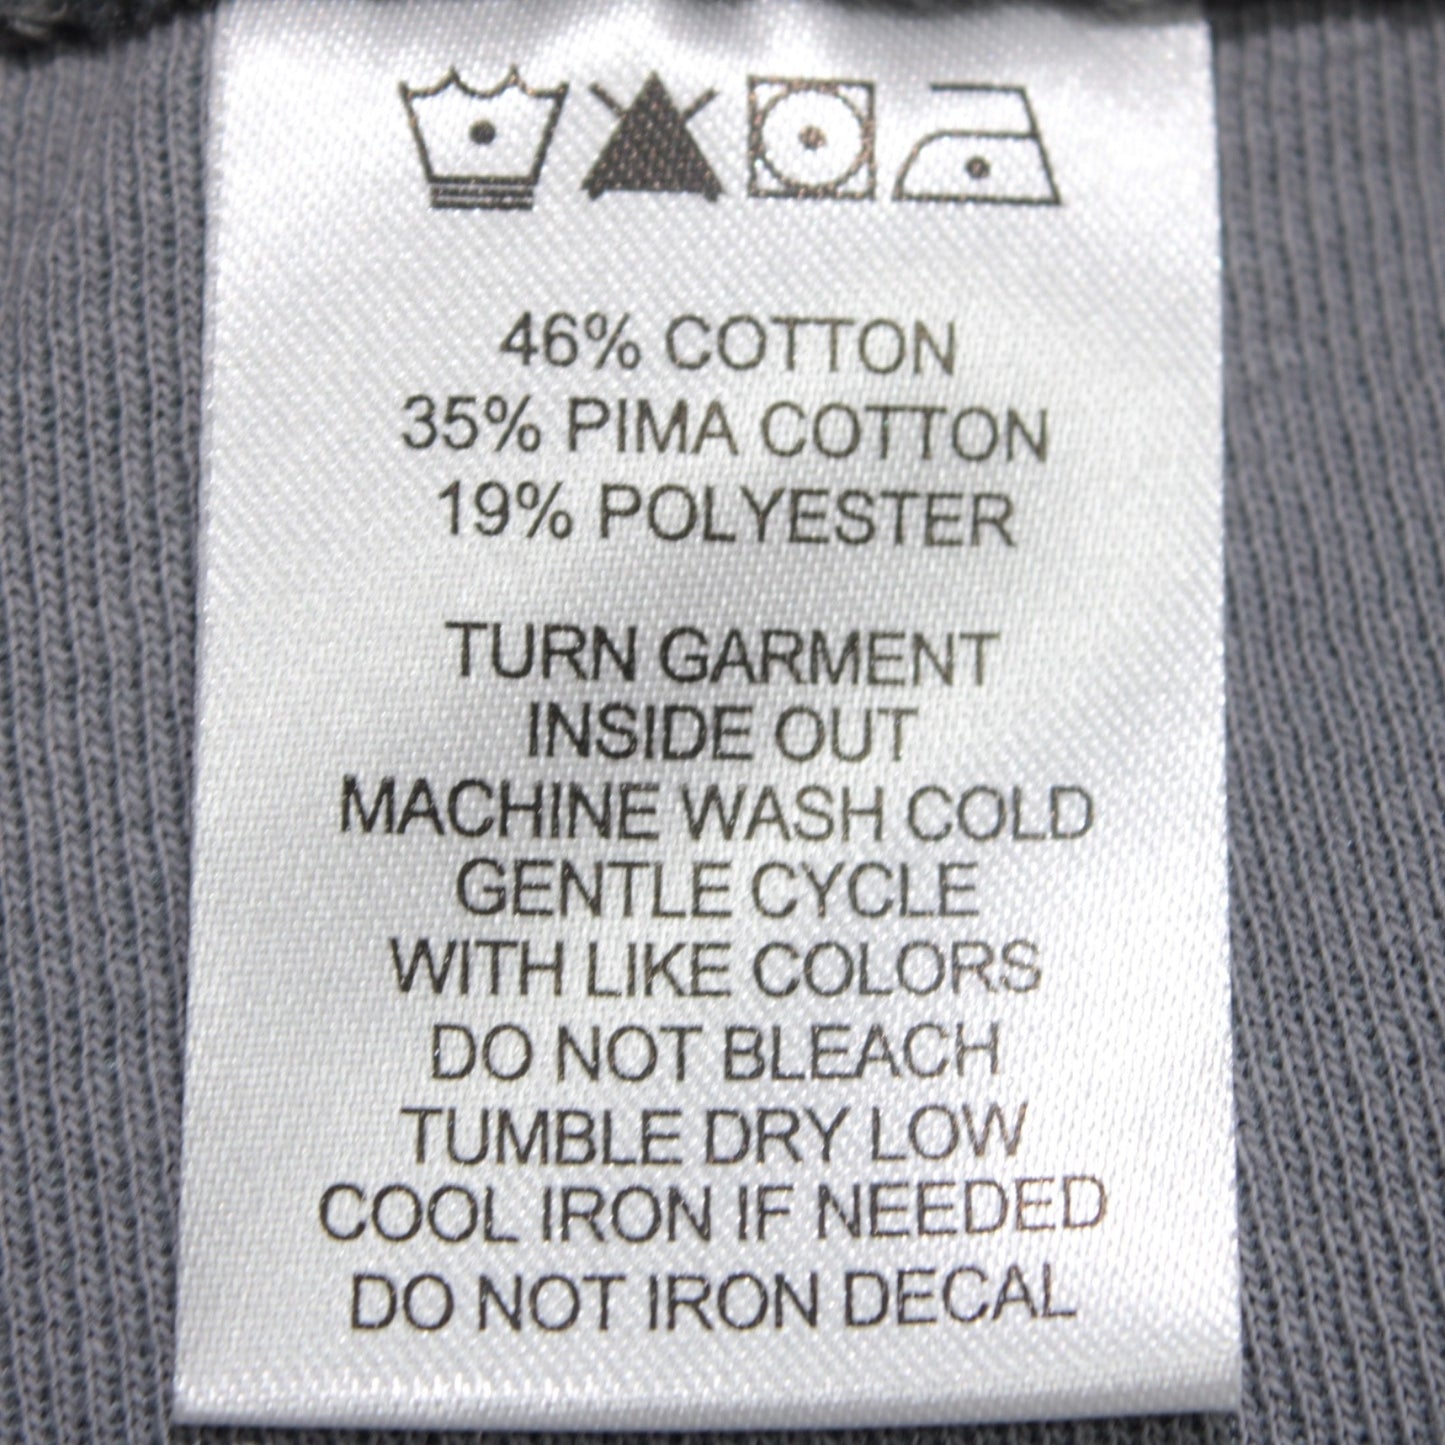 46% COTTON
35% PIMA COTTON
19% POLYESTER
TURN GARMENT
INSIDE OUT
MACHINE WASH COLD
GENTLE CYCLE
WITH LIKE COLORS
DO NOT BLEACH
TUMBLE DRY LOW
COOL IRON IF NEEDED
DO NOT IRON DECAL